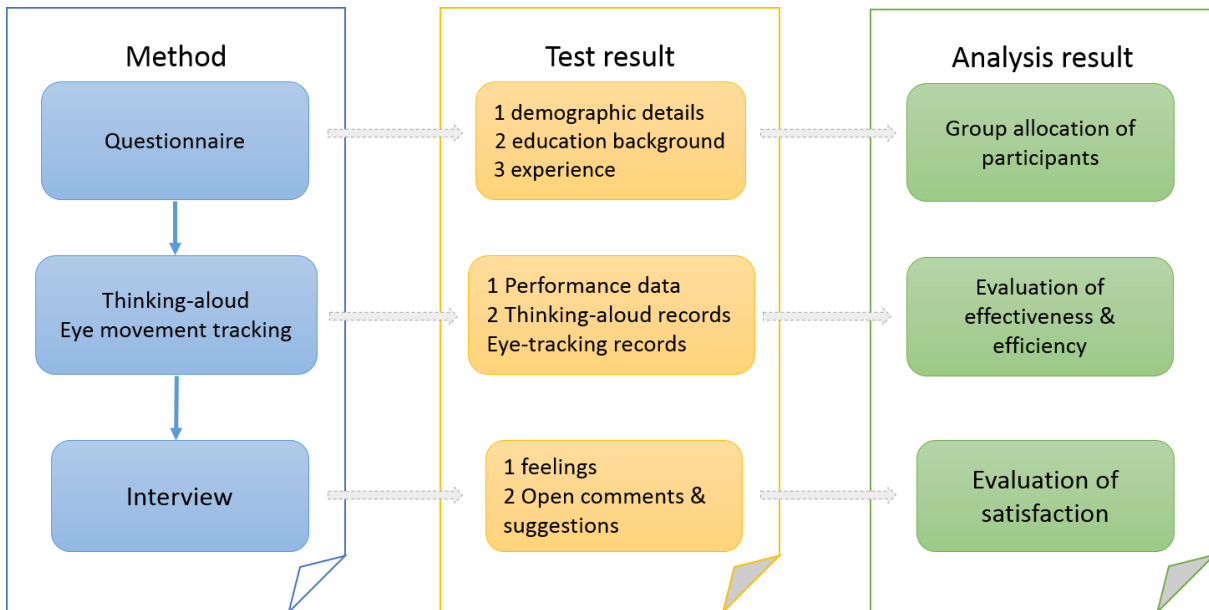 Method
Questionnaire
Thinking-aloud
Eye movement tracking
Interview
Test result
1 demographic details
2 education background
3 experience
1 Performance data
2 Thinking-aloud records
Eye-tracking records
1 feelings
2 Open comments &
suggestions
Analysis result
Group allocation of
participants
Evaluation of
effectiveness &
efficiency
Evaluation of
satisfaction